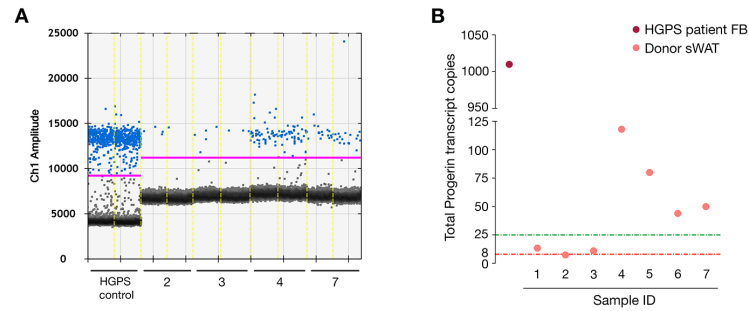 A
Ch1 Amplitude
30000
25000
20000
15000
10000
5000
0
HGPS
control
2
3
4
7
B
HGPS patient FB
Donor sWAT
Total Progerin transcript copies
1050
1000
950
125
100
75
50
25
8
0
1 2 3 4 5 6 7
Sample ID